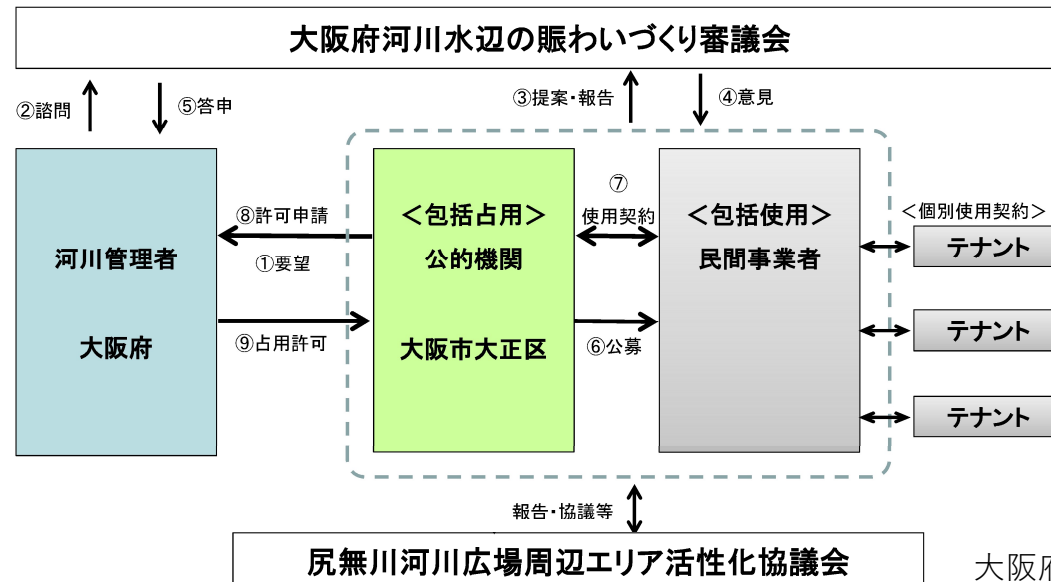 大阪府河川水辺の賑わいづくり審議会
②諮問
⑤答申
③提案・報告
④意見
河川管理者
大阪府
⑧許可申請
①要望
⑨占用許可
＜包括占用＞
公的機関
大阪市大正区
⑦
使用契約
⑥公募
＜包括使用＞
民間事業者
＜個別使用契約＞
テナント
テナント
テナント
報告・協議等
尻無川河川広場周辺エリア活性化協議会
大阪府